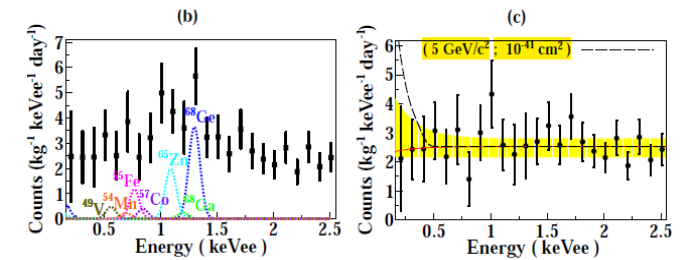 (b)
Counts (kg⁻¹ keVee⁻¹ day⁻¹)
7
6
5
4
3
2
1
0
⁶⁸Ge
⁶⁵Zn
⁵⁵Fe
⁵⁷Co
⁵⁴Mn
⁴⁹V
⁶⁸Ga
0.5 1 1.5 2 2.5
Energy ( keVee )
(c)
Counts (kg⁻¹ keVee⁻¹ day⁻¹)
6
5
4
3
2
1
0
( 5 GeV/c² ; 10⁻⁴¹ cm² )
0.5 1 1.5 2 2.5
Energy ( keVee )